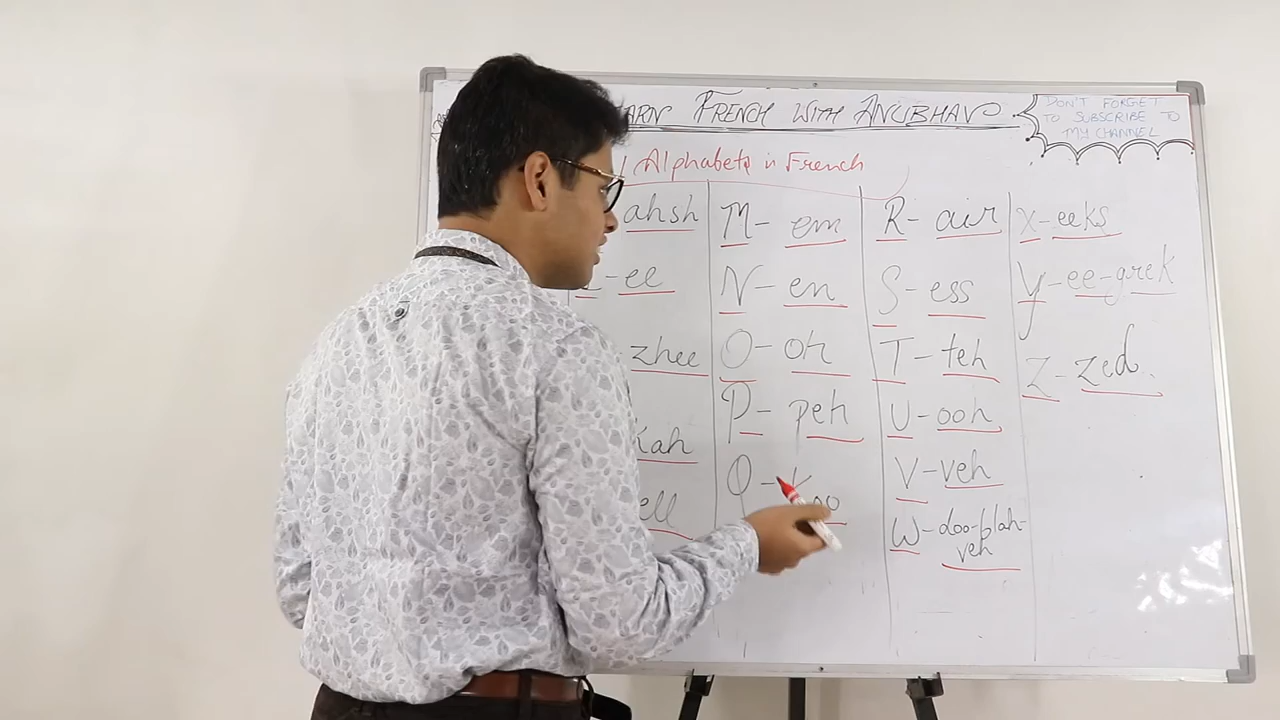 FRENCH WITH ANUBHAV
DON'T FORGET
TO SUBSCRIBE TO
MY CHANNEL
Alphabets in French
ahsh
- ee
zhee
kah
ell
M - em
N - en
O - oh
P - peh
Q -
R - air
S - ess
T - teh
U - ooh
V - veh
W - doo-blah-
veh
X - eeks
Y - ee-grek
Z - zed.